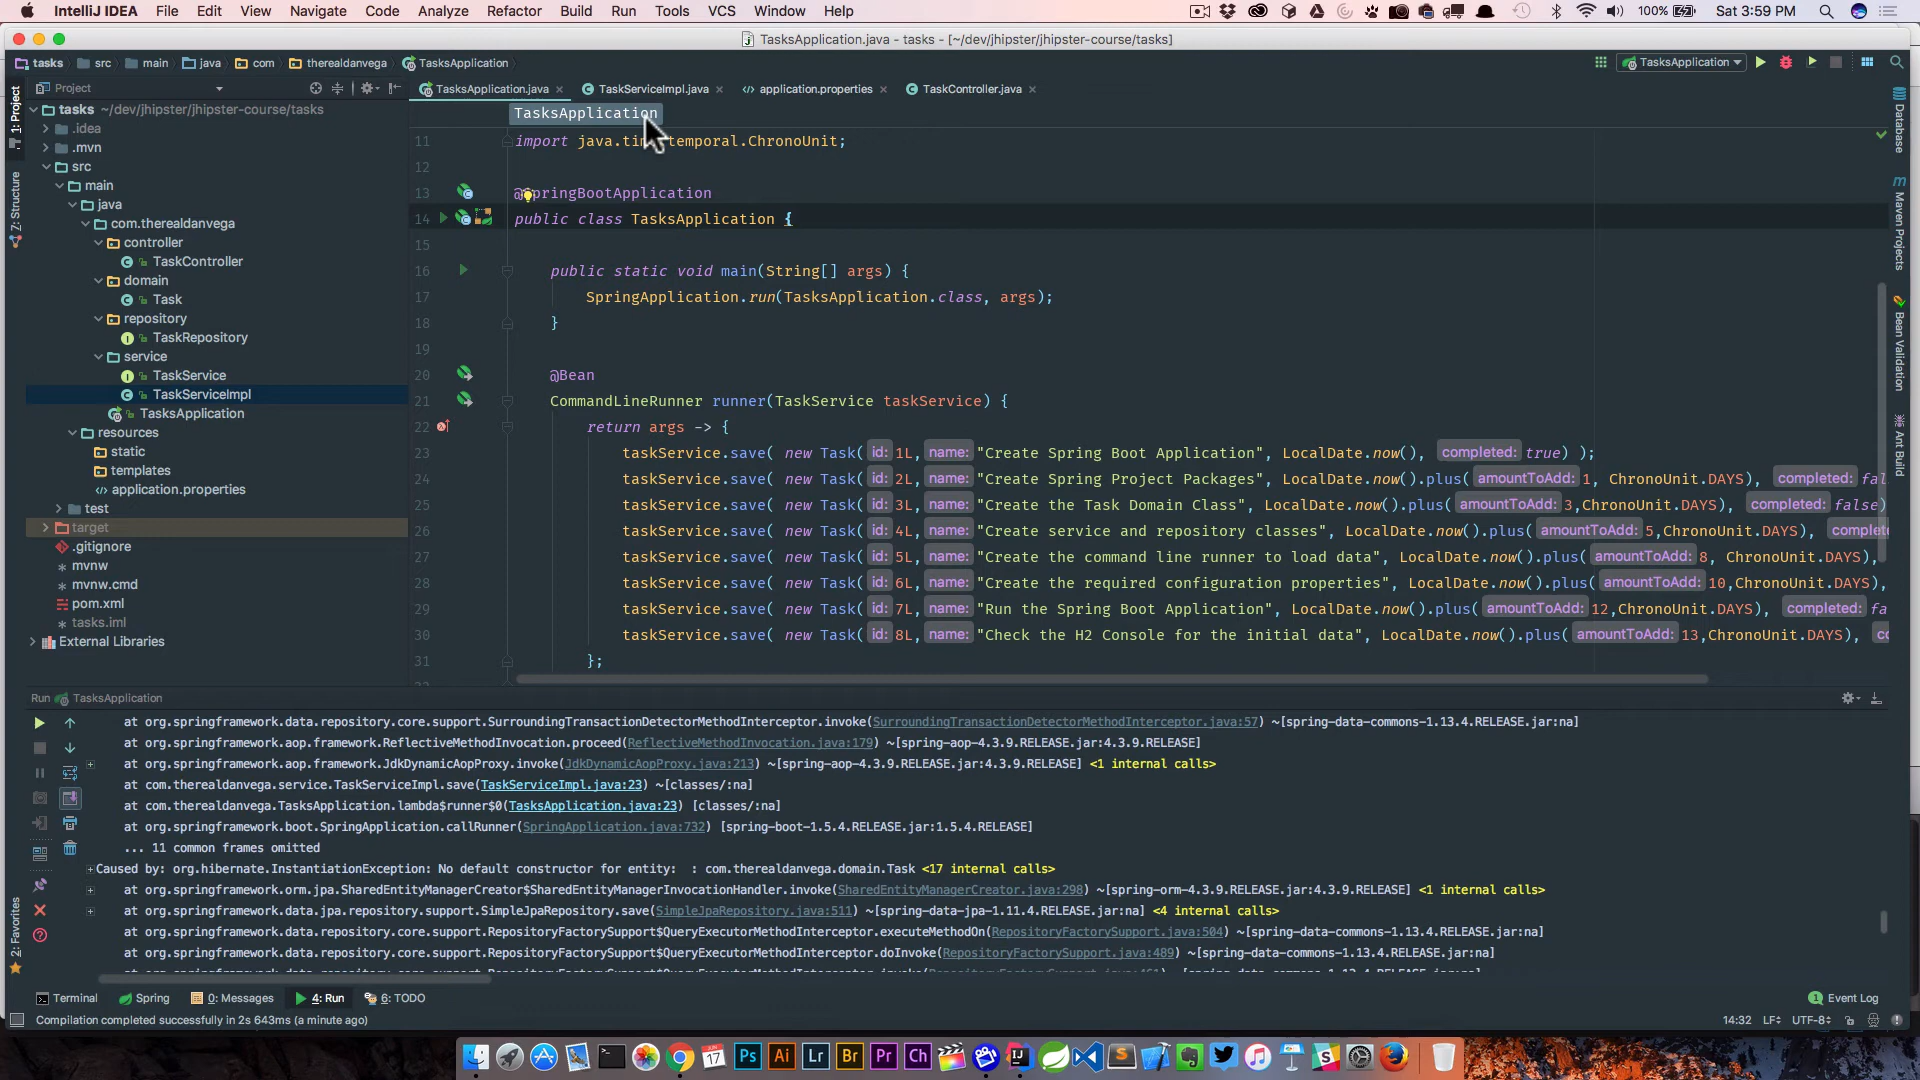 IntelliJ IDEA File Edit View Navigate Code Analyze Refactor Build Run Tools VCS Window Help 100% Sat 3:59 PM
TasksApplication.java - tasks - [~/dev/jhipster/jhipster-course/tasks]
tasks src main java com therealdanvega TasksApplication TasksApplication
Project TasksApplication.java TaskServiceImpl.java application.properties TaskController.java
TasksApplication
1: Project
Z: Structure
2: Favorites
tasks ~/dev/jhipster/jhipster-course/tasks
.idea
.mvn
src
main
java
com.therealdanvega
controller
TaskController
domain
Task
repository
TaskRepository
service
TaskService
TaskServiceImpl
TasksApplication
resources
static
templates
application.properties
test
target
.gitignore
mvnw
mvnw.cmd
pom.xml
tasks.iml
External Libraries
11 import java.tim temporal.ChronoUnit;
12
13 @SpringBootApplication
14 public class TasksApplication {
15
16 public static void main(String[] args) {
17 SpringApplication.run(TasksApplication.class, args);
18 }
19
20 @Bean
21 CommandLineRunner runner(TaskService taskService) {
22 return args -> {
23 taskService.save( new Task( id: 1L, name: "Create Spring Boot Application", LocalDate.now(), completed: true) );
24 taskService.save( new Task( id: 2L, name: "Create Spring Project Packages", LocalDate.now().plus( amountToAdd: 1, ChronoUnit.DAYS), completed: fal
25 taskService.save( new Task( id: 3L, name: "Create the Task Domain Class", LocalDate.now().plus( amountToAdd: 3,ChronoUnit.DAYS), completed: false)
26 taskService.save( new Task( id: 4L, name: "Create service and repository classes", LocalDate.now().plus( amountToAdd: 5,ChronoUnit.DAYS), complet
27 taskService.save( new Task( id: 5L, name: "Create the command line runner to load data", LocalDate.now().plus( amountToAdd: 8, ChronoUnit.DAYS),
28 taskService.save( new Task( id: 6L, name: "Create the required configuration properties", LocalDate.now().plus( amountToAdd: 10,ChronoUnit.DAYS),
29 taskService.save( new Task( id: 7L, name: "Run the Spring Boot Application", LocalDate.now().plus( amountToAdd: 12,ChronoUnit.DAYS), completed: fa
30 taskService.save( new Task( id: 8L, name: "Check the H2 Console for the initial data", LocalDate.now().plus( amountToAdd: 13,ChronoUnit.DAYS), co
31 };
Database
Maven Projects
Bean Validation
Ant Build
Run TasksApplication
at org.springframework.data.repository.core.support.SurroundingTransactionDetectorMethodInterceptor.invoke(SurroundingTransactionDetectorMethodInterceptor.java:57) ~[spring-data-commons-1.13.4.RELEASE.jar:na]
at org.springframework.aop.framework.ReflectiveMethodInvocation.proceed(ReflectiveMethodInvocation.java:179) ~[spring-aop-4.3.9.RELEASE.jar:4.3.9.RELEASE]
at org.springframework.aop.framework.JdkDynamicAopProxy.invoke(JdkDynamicAopProxy.java:213) ~[spring-aop-4.3.9.RELEASE.jar:4.3.9.RELEASE] <1 internal calls>
at com.therealdanvega.service.TaskServiceImpl.save(TaskServiceImpl.java:23) ~[classes/:na]
at com.therealdanvega.TasksApplication.lambda$runner$0(TasksApplication.java:23) [classes/:na]
at org.springframework.boot.SpringApplication.callRunner(SpringApplication.java:732) [spring-boot-1.5.4.RELEASE.jar:1.5.4.RELEASE]
... 11 common frames omitted
Caused by: org.hibernate.InstantiationException: No default constructor for entity: : com.therealdanvega.domain.Task <17 internal calls>
at org.springframework.orm.jpa.SharedEntityManagerCreator$SharedEntityManagerInvocationHandler.invoke(SharedEntityManagerCreator.java:298) ~[spring-orm-4.3.9.RELEASE.jar:4.3.9.RELEASE] <1 internal calls>
at org.springframework.data.jpa.repository.support.SimpleJpaRepository.save(SimpleJpaRepository.java:511) ~[spring-data-jpa-1.11.4.RELEASE.jar:na] <4 internal calls>
at org.springframework.data.repository.core.support.RepositoryFactorySupport$QueryExecutorMethodInterceptor.executeMethodOn(RepositoryFactorySupport.java:504) ~[spring-data-commons-1.13.4.RELEASE.jar:na]
at org.springframework.data.repository.core.support.RepositoryFactorySupport$QueryExecutorMethodInterceptor.doInvoke(RepositoryFactorySupport.java:489) ~[spring-data-commons-1.13.4.RELEASE.jar:na]
Terminal Spring 0: Messages 4: Run 6: TODO 1 Event Log
Compilation completed successfully in 2s 643ms (a minute ago) 14:32 LF UTF-8
17 Ps Ai Lr Br Pr Ch